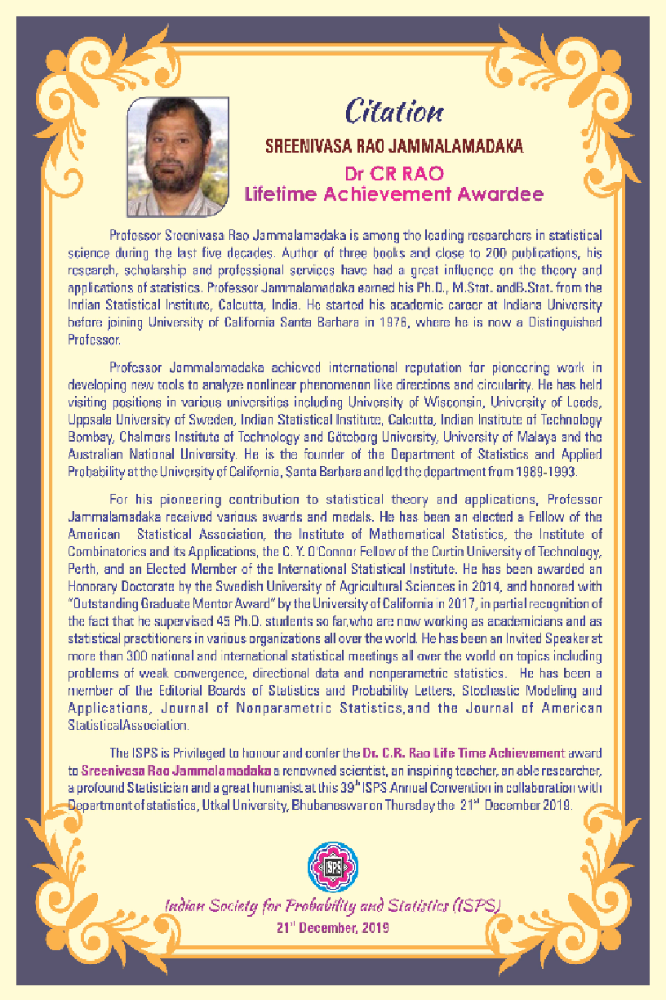 Citation
SREENIVASA RAO JAMMALAMADAKA
Dr CR RAO
Lifetime Achievement Awardee
Professor Sreenivasa Rao Jammalamadaka is among the leading researchers in statistical
science during the last five decades. Author of three books and close to 200 publications, his
research, scholarship and professional services have had a great influence on the theory and
applications of statistics. Professor Jammalamadaka earned his Ph.D., M.Stat. andB.Stat. from the
Indian Statistical Institute, Calcutta, India. He started his academic career at Indiana University
before joining University of California Santa Barbara in 1976, where he is now a Distinguished
Professor.
Professor Jammalamadaka achieved international reputation for pioneering work in
developing new tools to analyze nonlinear phenomenon like directions and circularity. He has held
visiting positions in various universities including University of Wisconsin, University of Leeds,
Uppsala University of Sweden, Indian Statistical Institute, Calcutta, Indian Institute of Technology
Bombay, Chalmers Institute of Technology and Göteborg University, University of Malaya and the
Australian National University. He is the founder of the Department of Statistics and Applied
Probability at the University of California, Santa Barbara and led the department from 1989-1993.
For his pioneering contribution to statistical theory and applications, Professor
Jammalamadaka received various awards and medals. He has been an elected a Fellow of the
American Statistical Association, the Institute of Mathematical Statistics, the Institute of
Combinatorics and its Applications, the C. Y. O'Connor Fellow of the Curtin University of Technology,
Perth, and an Elected Member of the International Statistical Institute. He has been awarded an
Honorary Doctorate by the Swedish University of Agricultural Sciences in 2014, and honored with
"Outstanding Graduate Mentor Award" by the University of California in 2017, in partial recognition of
the fact that he supervised 45 Ph.D. students so far,who are now working as academicians and as
statistical practitioners in various organizations all over the world. He has been an Invited Speaker at
more than 300 national and international statistical meetings all over the world on topics including
problems of weak convergence, directional data and nonparametric statistics. He has been a
member of the Editorial Boards of Statistics and Probability Letters, Stochastic Modeling and
Applications, Journal of Nonparametric Statistics,and the Journal of American
StatisticalAssociation.
The ISPS is Privileged to honour and confer the Dr. C.R. Rao Life Time Achievement award
to Sreenivasa Rao Jammalamadaka a renowned scientist, an inspiring teacher, an able researcher,
a profound Statistician and a great humanist at this 39th ISPS Annual Convention in collaboration with
Department of statistics, Utkal University, Bhubaneswar on Thursday the 21st December 2019.
ISPS
Indian Society for Probability and Statistics (ISPS)
21st December, 2019